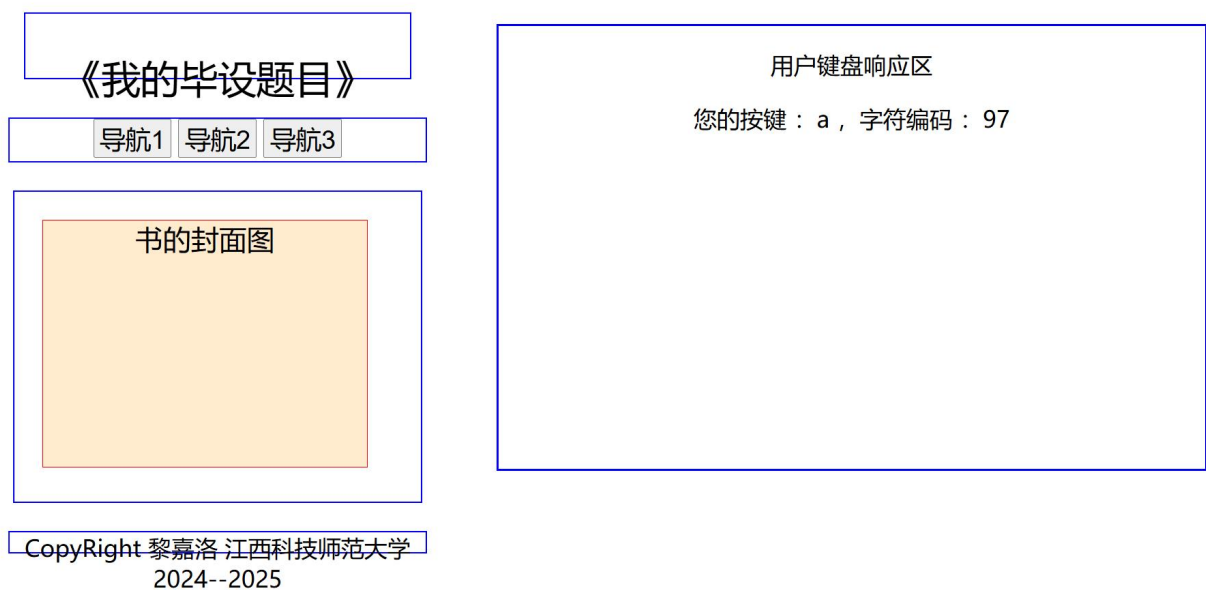 《我的毕设题目》
导航1 导航2 导航3
书的封面图
CopyRight 黎嘉洛 江西科技师范大学
2024--2025
用户键盘响应区
您的按键 : a , 字符编码 : 97